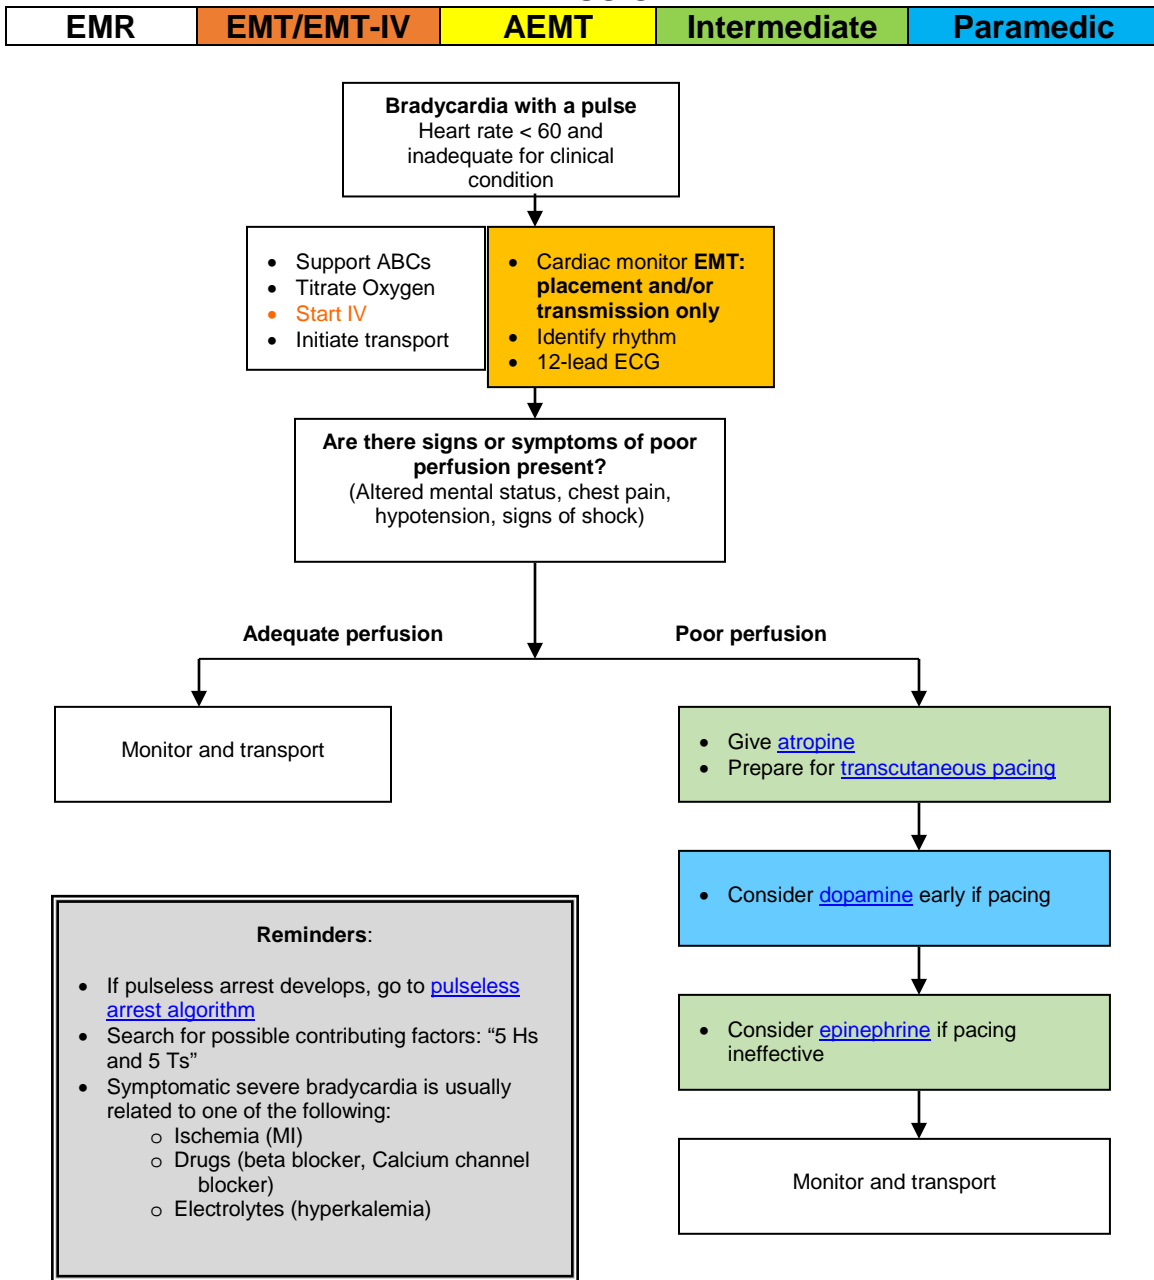 EMR EMT/EMT-IV AEMT Intermediate Paramedic
Bradycardia with a pulse
Heart rate < 60 and
inadequate for clinical
condition
• Support ABCs
• Titrate Oxygen
• Start IV
• Initiate transport
• Cardiac monitor EMT:
placement and/or
transmission only
• Identify rhythm
• 12-lead ECG
Are there signs or symptoms of poor
perfusion present?
(Altered mental status, chest pain,
hypotension, signs of shock)
Adequate perfusion
Poor perfusion
Monitor and transport
• Give atropine
• Prepare for transcutaneous pacing
• Consider dopamine early if pacing
• Consider epinephrine if pacing
ineffective
Monitor and transport
Reminders:
• If pulseless arrest develops, go to pulseless
arrest algorithm
• Search for possible contributing factors: “5 Hs
and 5 Ts”
• Symptomatic severe bradycardia is usually
related to one of the following:
o Ischemia (MI)
o Drugs (beta blocker, Calcium channel
blocker)
o Electrolytes (hyperkalemia)